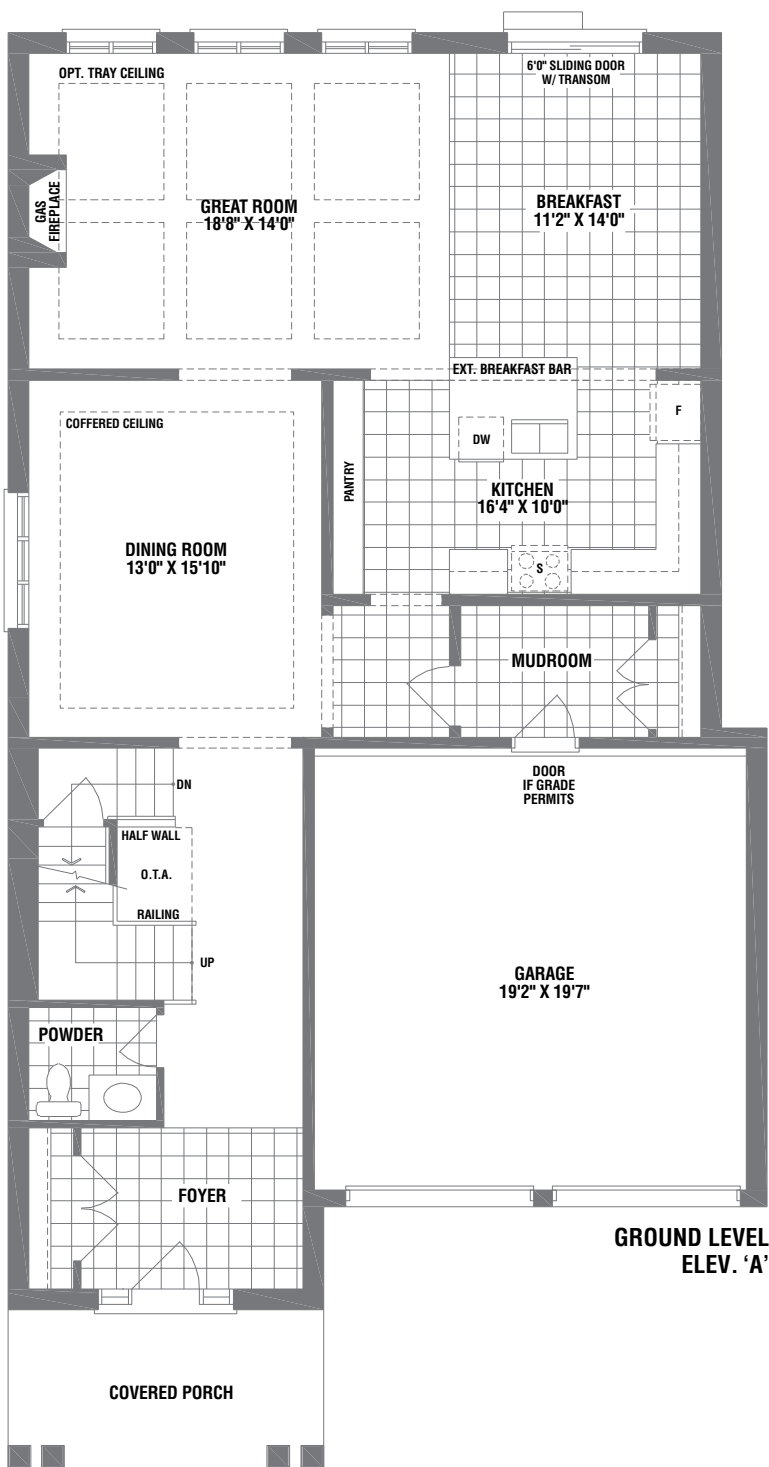 OPT. TRAY CEILING
6'0" SLIDING DOOR
W/ TRANSOM
GAS
FIREPLACE
GREAT ROOM
18'8" X 14'0"
BREAKFAST
11'2" X 14'0"
EXT. BREAKFAST BAR
COFFERED CEILING
F
DW
PANTRY
KITCHEN
16'4" X 10'0"
DINING ROOM
13'0" X 15'10"
S
MUDROOM
DOOR
IF GRADE
PERMITS
DN
HALF WALL
O.T.A.
RAILING
UP
GARAGE
19'2" X 19'7"
POWDER
FOYER
GROUND LEVEL
ELEV. ‘A’
COVERED PORCH